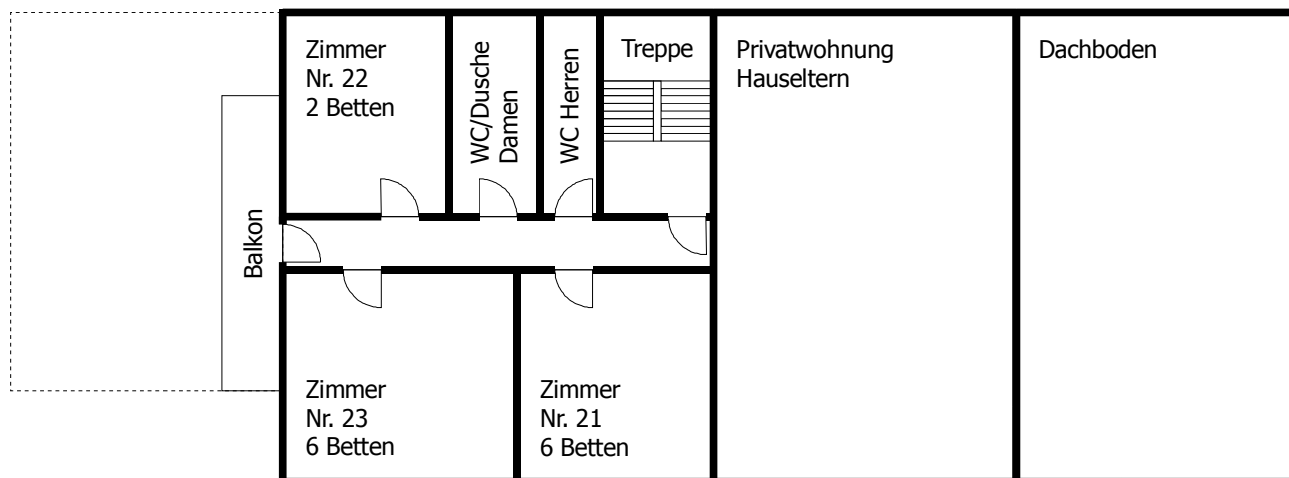 Zimmer
Nr. 22
2 Betten
WC/Dusche
Damen
WC Herren
Treppe
Privatwohnung
Hauseltern
Dachboden
Balkon
Zimmer
Nr. 23
6 Betten
Zimmer
Nr. 21
6 Betten